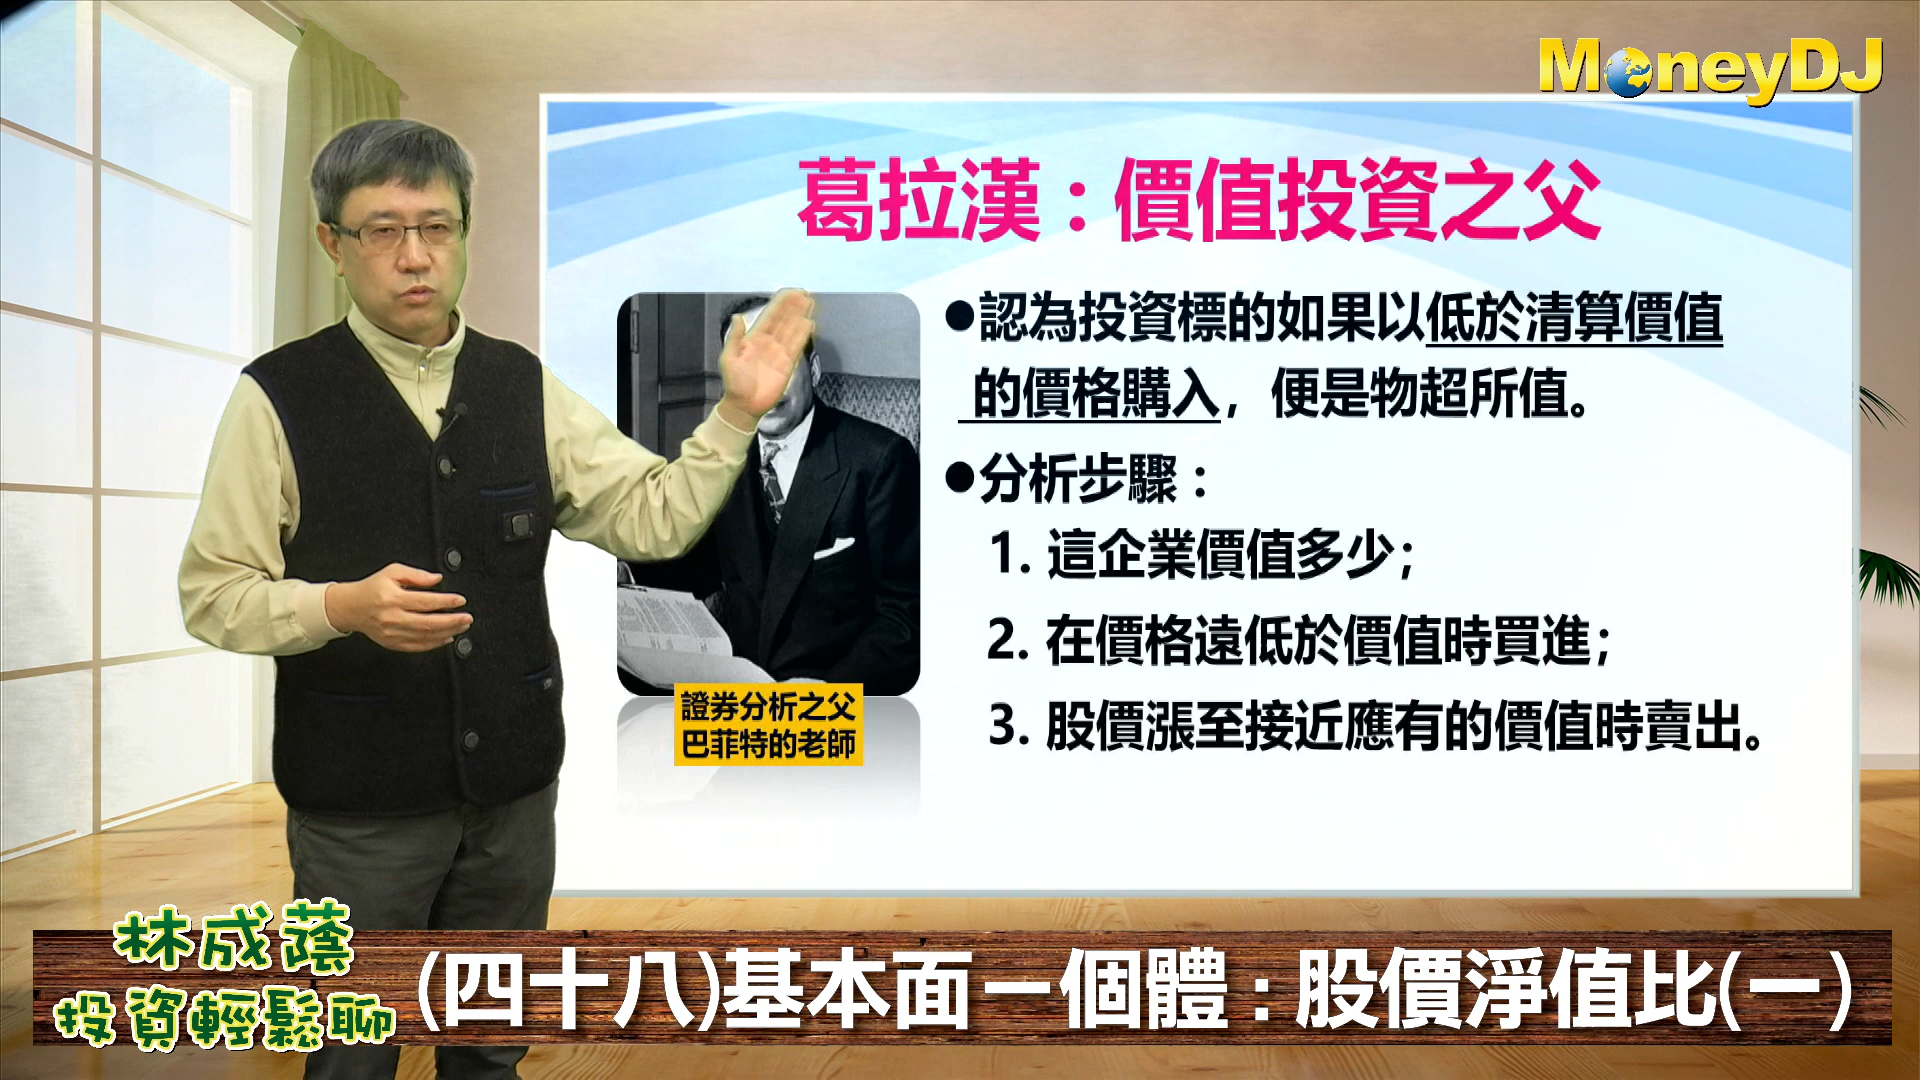 MoneyDJ
葛拉漢：價值投資之父
●認為投資標的如果以低於清算價值
的價格購入，便是物超所值。
●分析步驟：
1. 這企業價值多少；
2. 在價格遠低於價值時買進；
3. 股價漲至接近應有的價值時賣出。
證券分析之父
巴菲特的老師
林成蔭
投資輕鬆聊
(四十八)基本面－個體：股價淨值比(一)